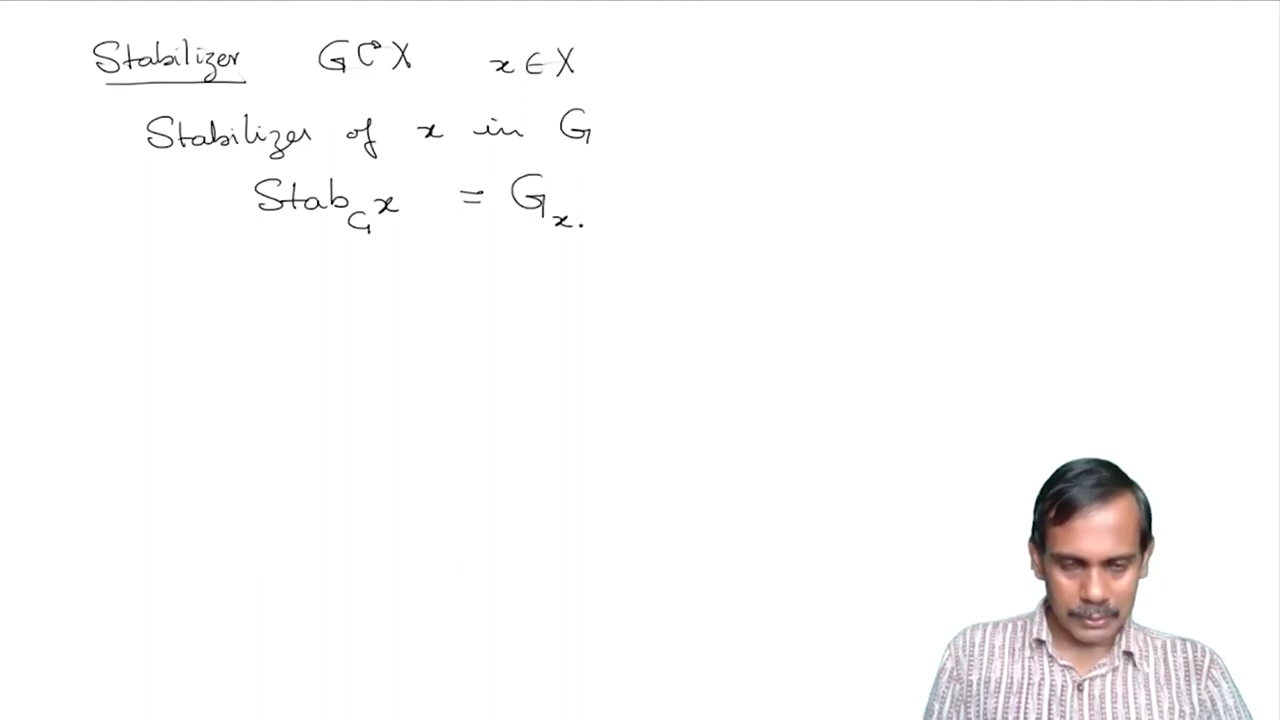 Stabilizer G↻X x∈X
Stabilizer of x in G
Stab_G x = G_x.